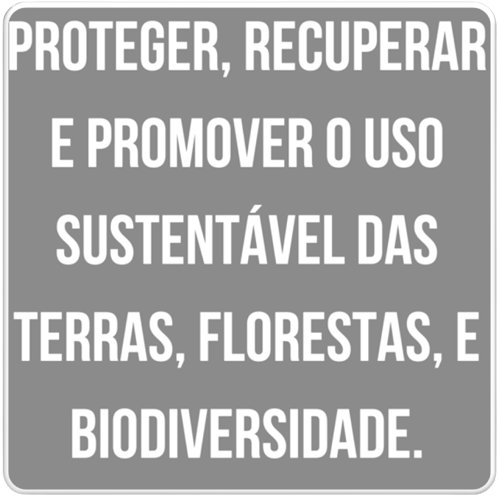 PROTEGER, RECUPERAR
E PROMOVER O USO
SUSTENTÁVEL DAS
TERRAS, FLORESTAS, E
BIODIVERSIDADE.